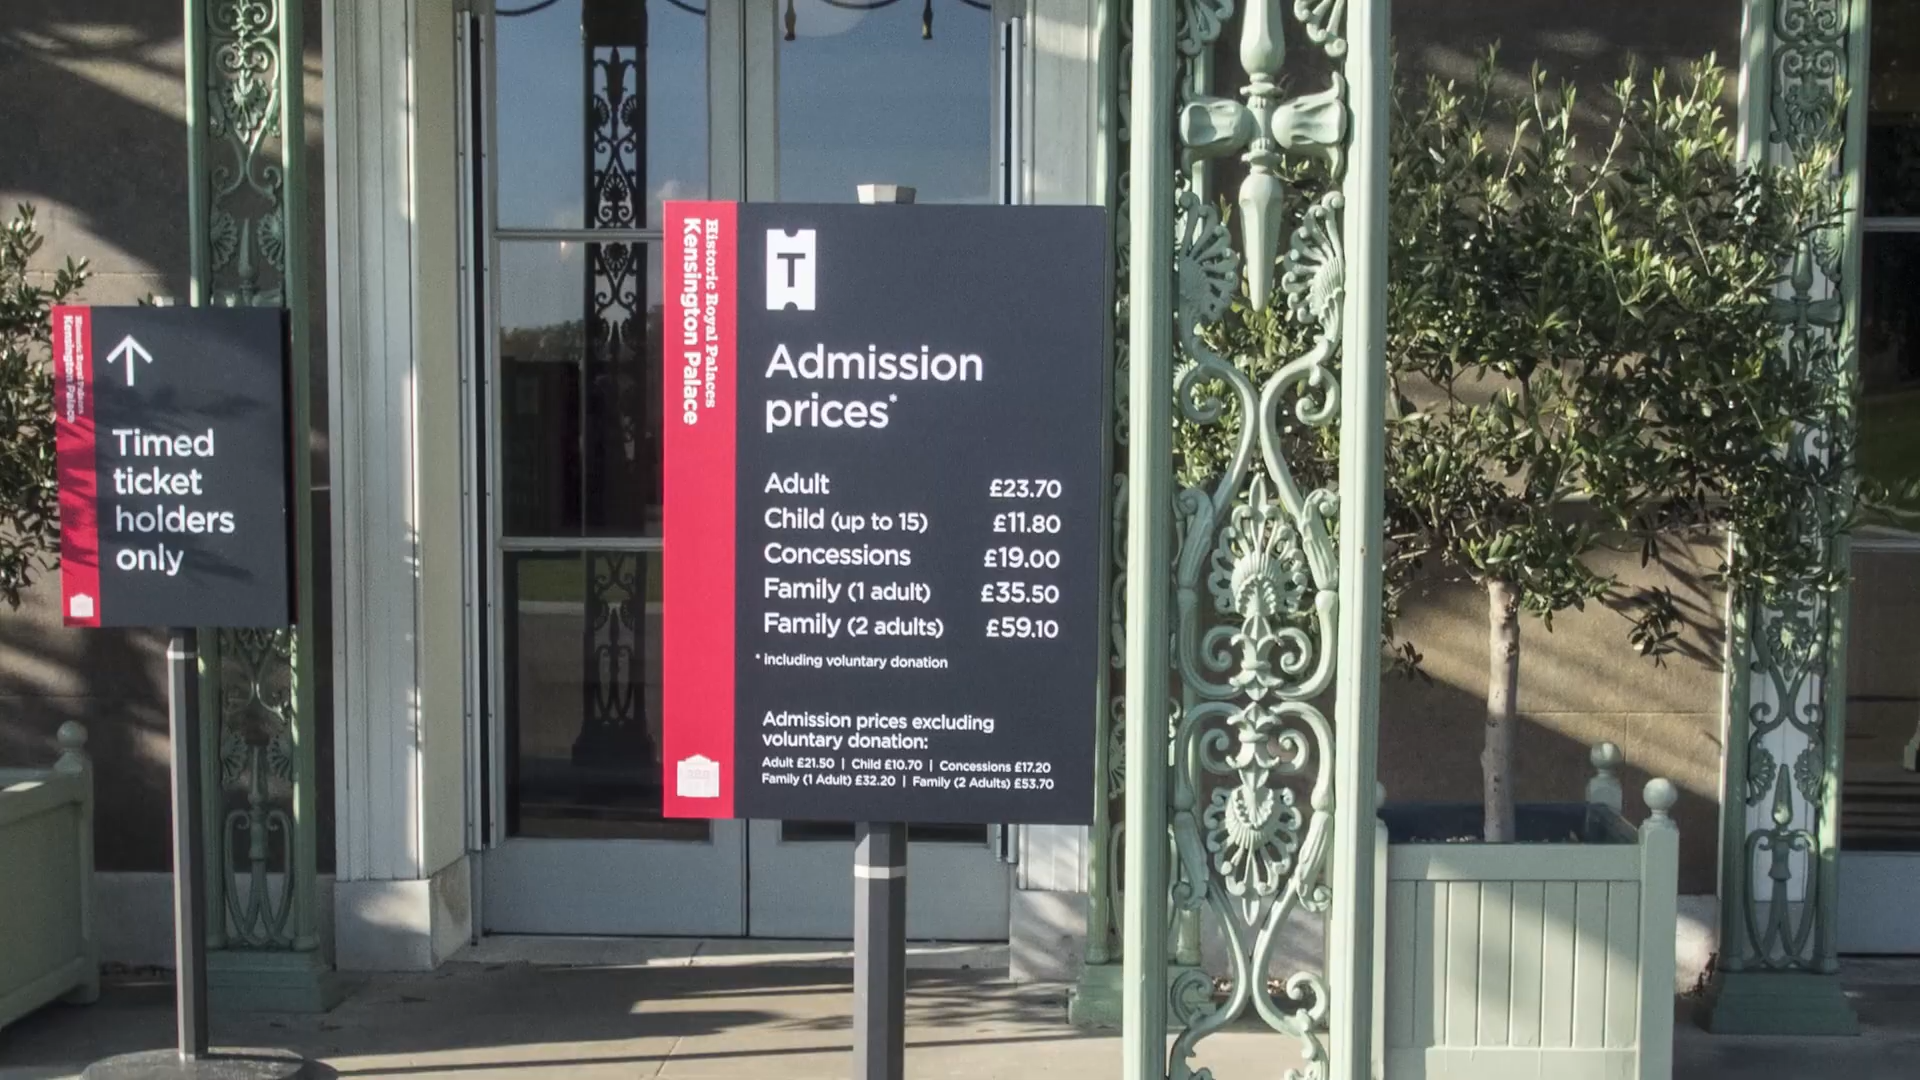 Historic Royal Palaces
Kensington Palace
Timed
ticket
holders
only
Historic Royal Palaces
Kensington Palace
T
Admission
prices*
Adult £23.70
Child (up to 15) £11.80
Concessions £19.00
Family (1 adult) £35.50
Family (2 adults) £59.10
* including voluntary donation
Admission prices excluding
voluntary donation:
Adult £21.50 | Child £10.70 | Concessions £17.20
Family (1 Adult) £32.20 | Family (2 Adults) £53.70